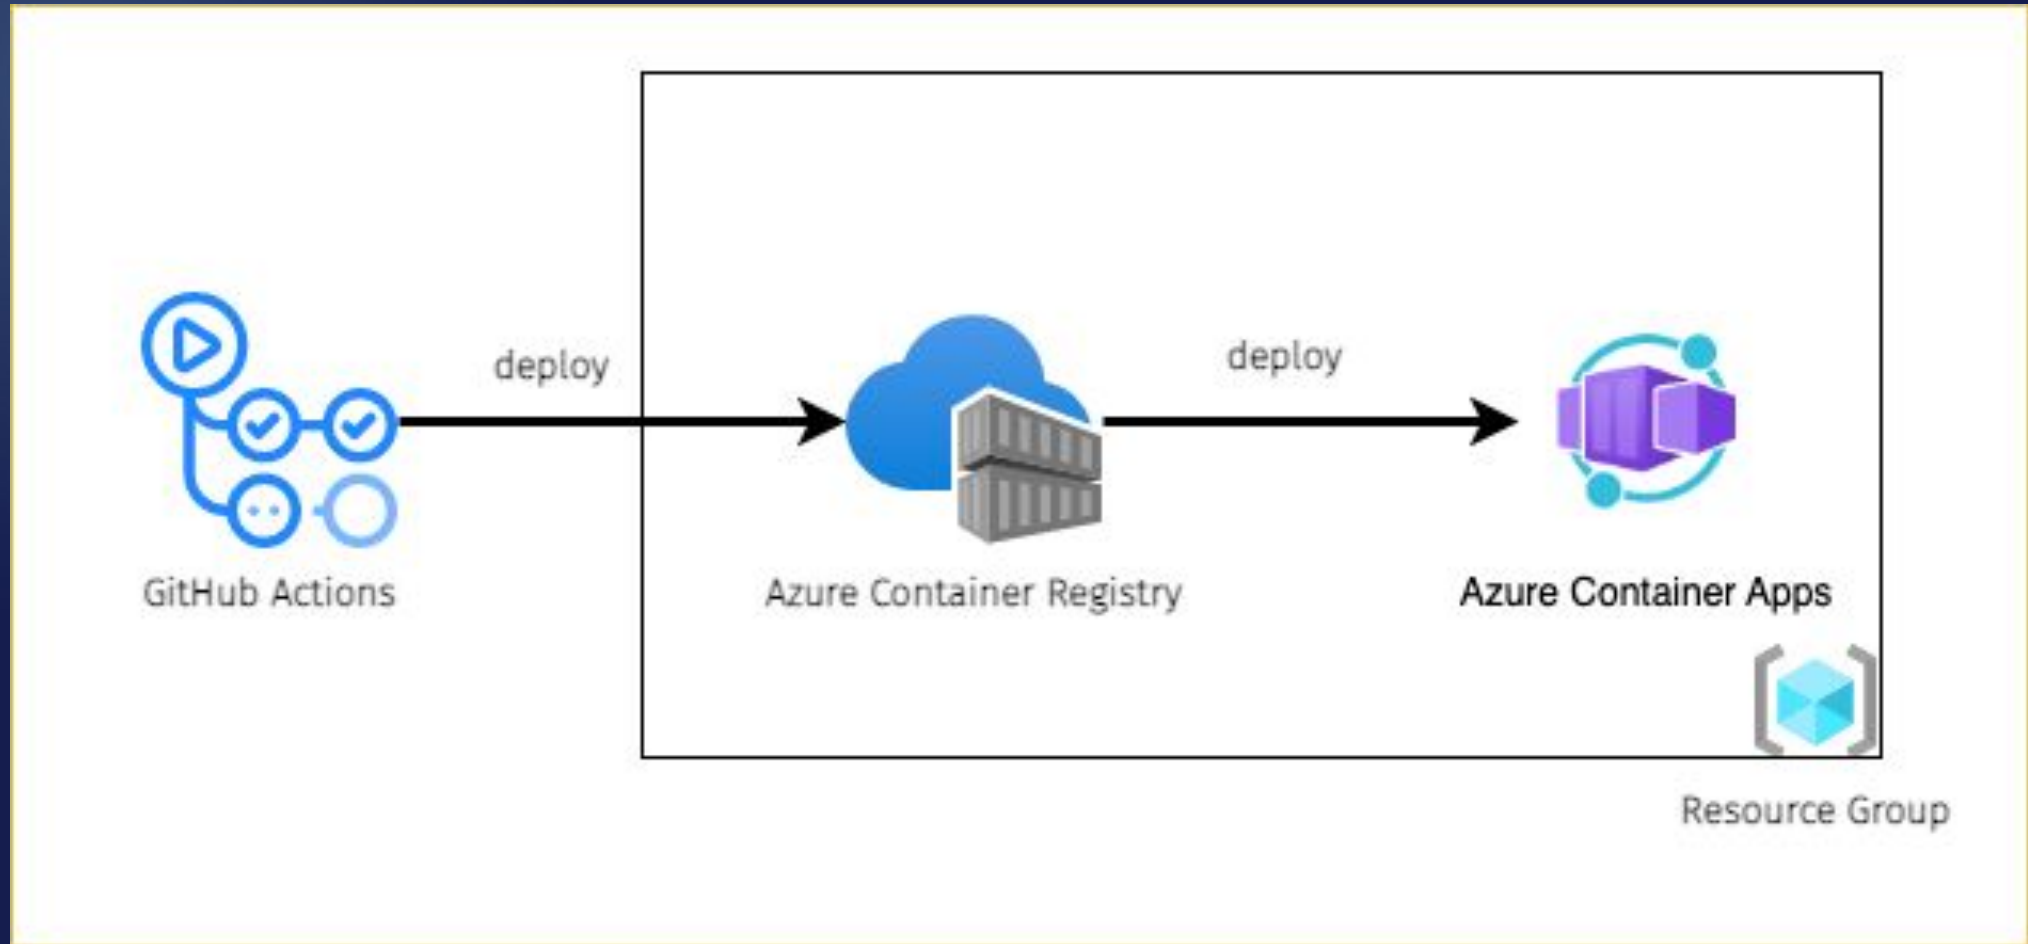 deploy
deploy
GitHub Actions
Azure Container Registry
Azure Container Apps
Resource Group